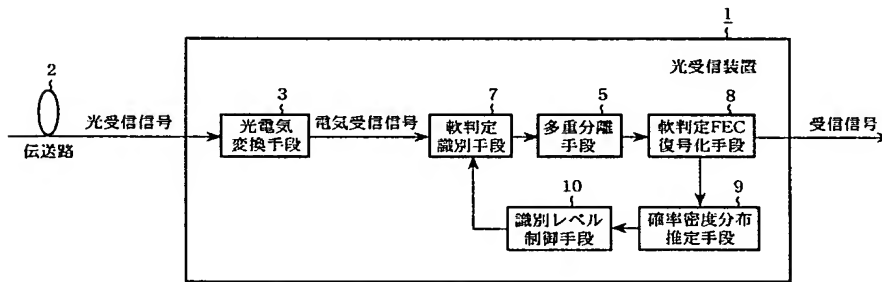 1
光受信装置
2
光受信信号
伝送路
3
光電気
変換手段
電気受信信号
7
軟判定
識別手段
5
多重分離
手段
8
軟判定FEC
復号化手段
受信信号
10
識別レベル
制御手段
9
確率密度分布
推定手段